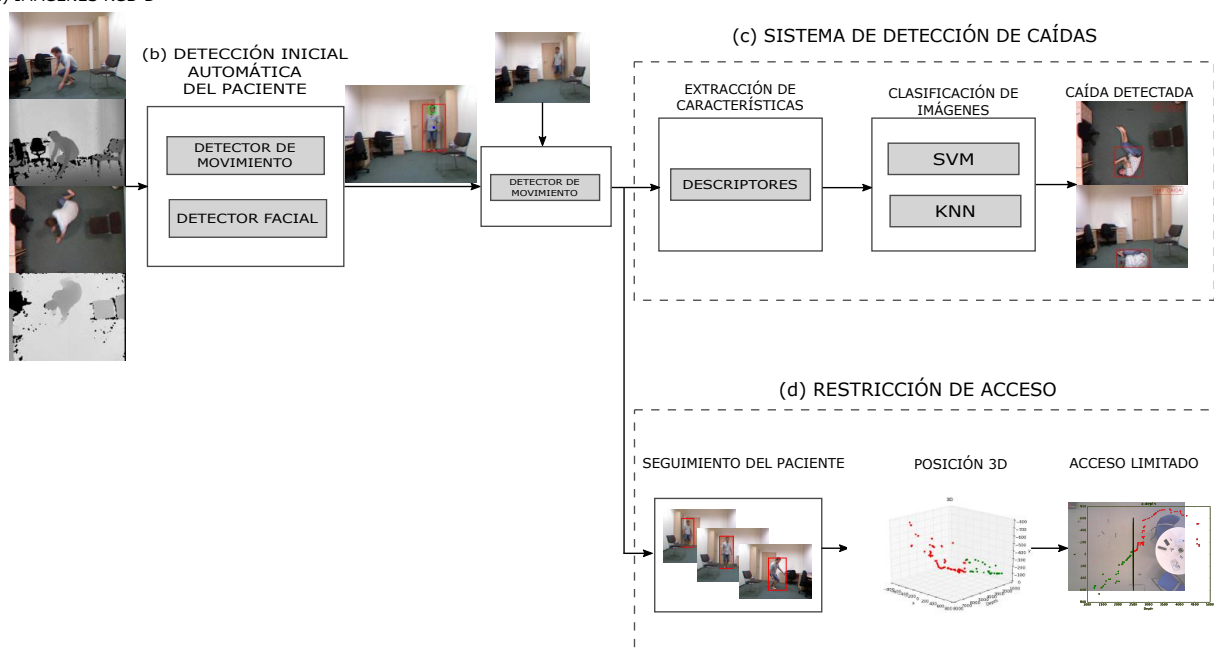 (b) DETECCIÓN INICIAL
AUTOMÁTICA
DEL PACIENTE
DETECTOR DE
MOVIMIENTO
DETECTOR FACIAL
DETECTOR DE
MOVIMIENTO
(c) SISTEMA DE DETECCIÓN DE CAÍDAS
EXTRACCIÓN DE
CARACTERÍSTICAS
DESCRIPTORES
CLASIFICACIÓN DE
IMÁGENES
SVM
KNN
CAÍDA DETECTADA
(d) RESTRICCIÓN DE ACCESO
SEGUIMIENTO DEL PACIENTE
POSICIÓN 3D
3D
ACCESO LIMITADO